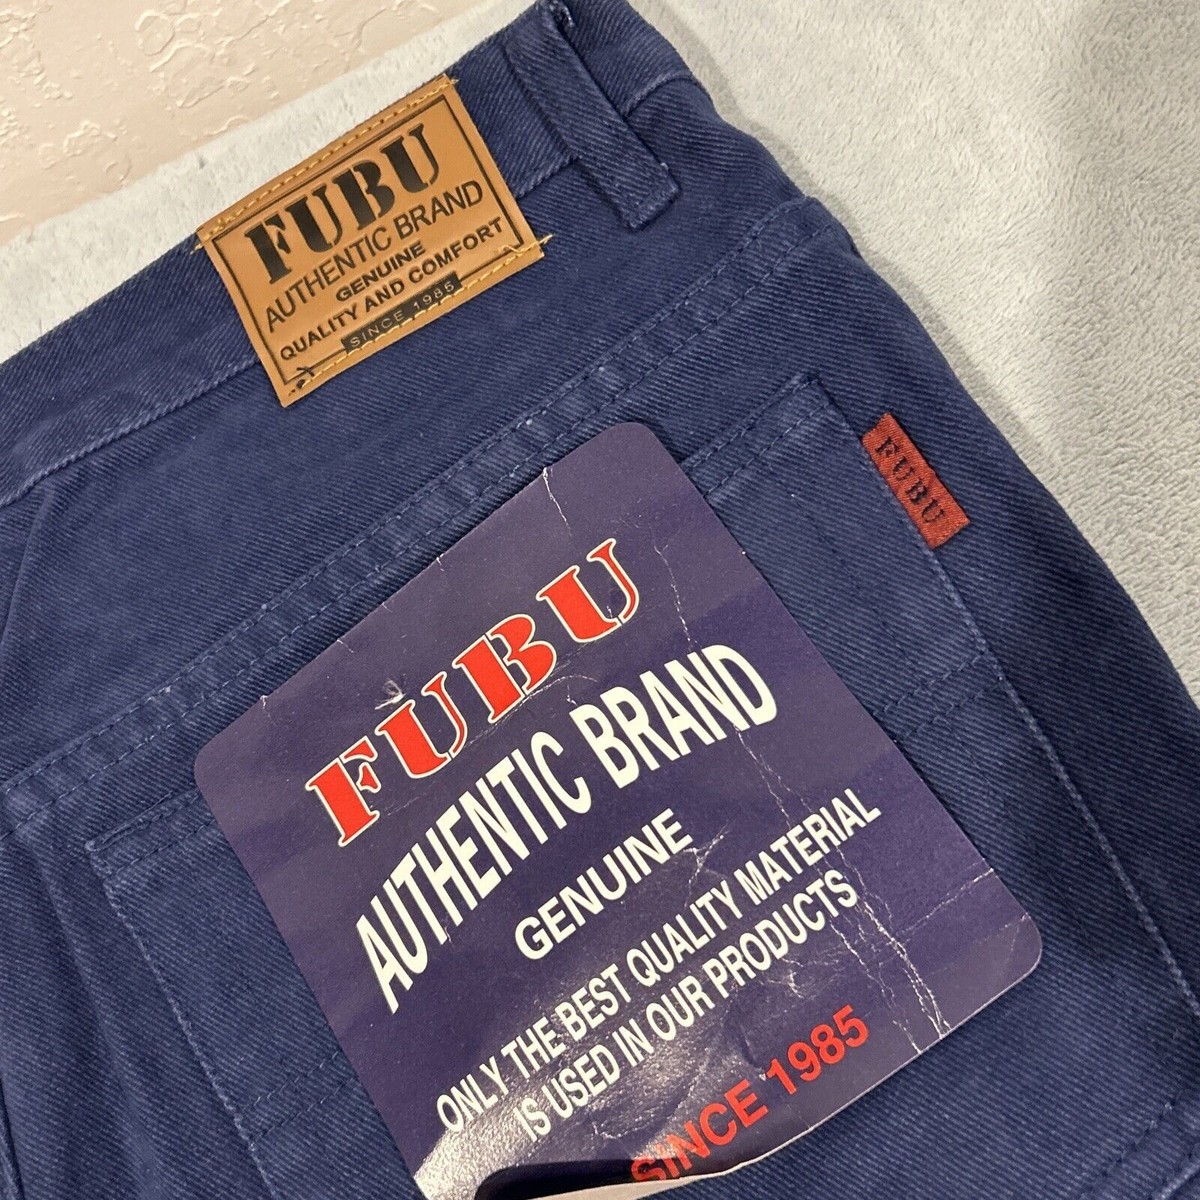 FUBU
AUTHENTIC BRAND
GENUINE
QUALITY AND COMFORT
SINCE 1985
FUBU
FUBU
AUTHENTIC BRAND
GENUINE
ONLY THE BEST QUALITY MATERIAL
IS USED IN OUR PRODUCTS
SINCE 1985